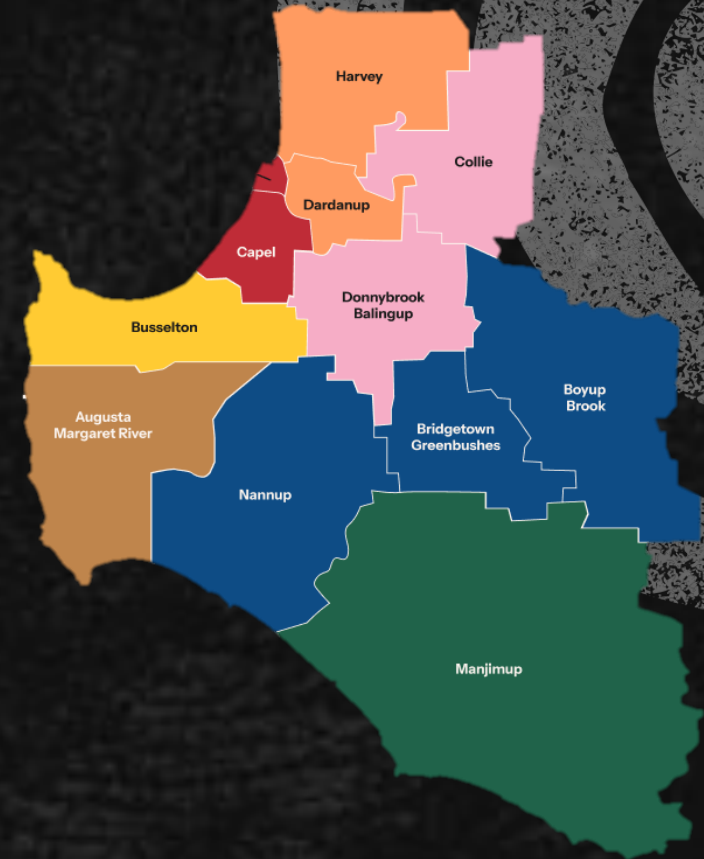 Harvey
Collie
Dardanup
Capel
Donnybrook
Balingup
Busselton
Boyup
Brook
Augusta
Margaret River
Bridgetown
Greenbushes
Nannup
Manjimup